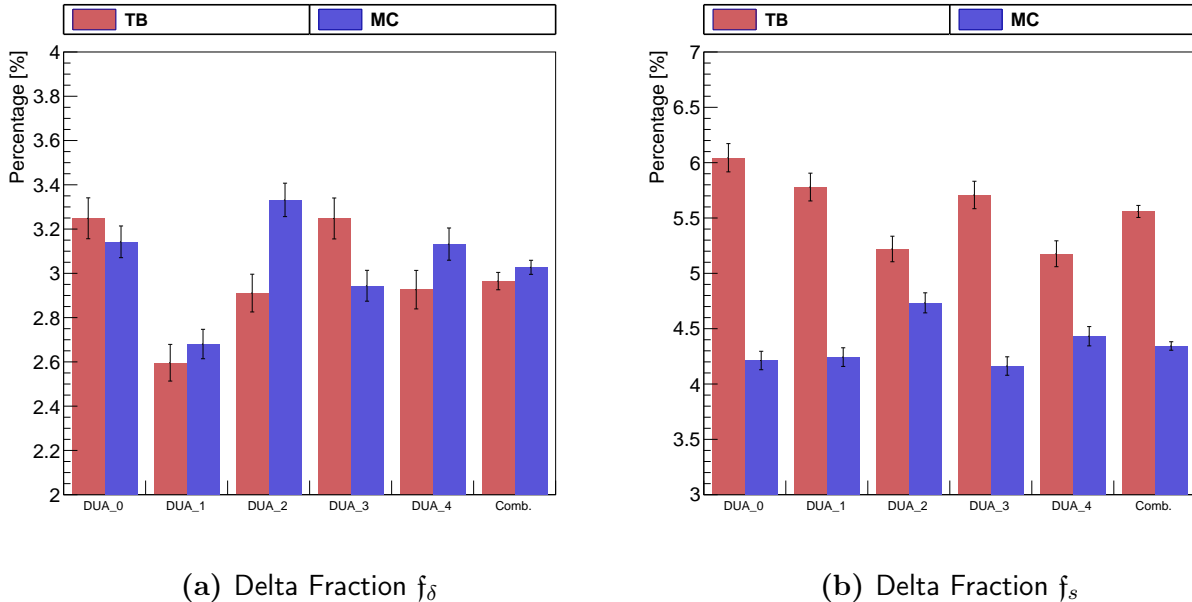 TB MC
Percentage [%]
4
3.8
3.6
3.4
3.2
3
2.8
2.6
2.4
2.2
2
DUA_0 DUA_1 DUA_2 DUA_3 DUA_4 Comb.
(a) Delta Fraction 𝔣δ
TB MC
Percentage [%]
7
6.5
6
5.5
5
4.5
4
3.5
3
DUA_0 DUA_1 DUA_2 DUA_3 DUA_4 Comb.
(b) Delta Fraction 𝔣s